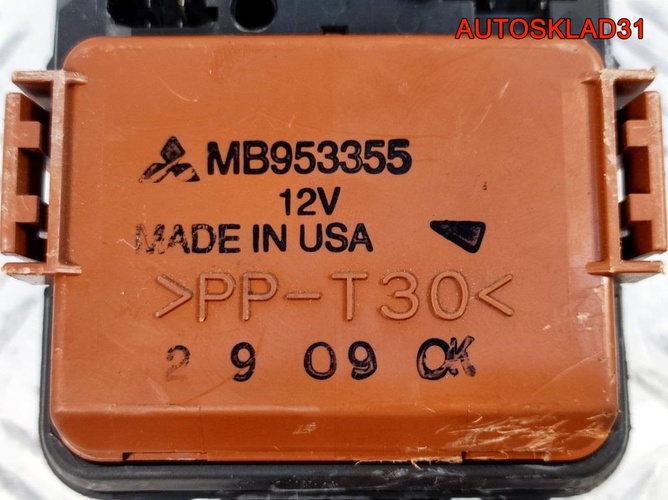 AUTOSKLAD31
MB953355
12V
MADE IN USA
>PP-T30<
2 9 09 OK